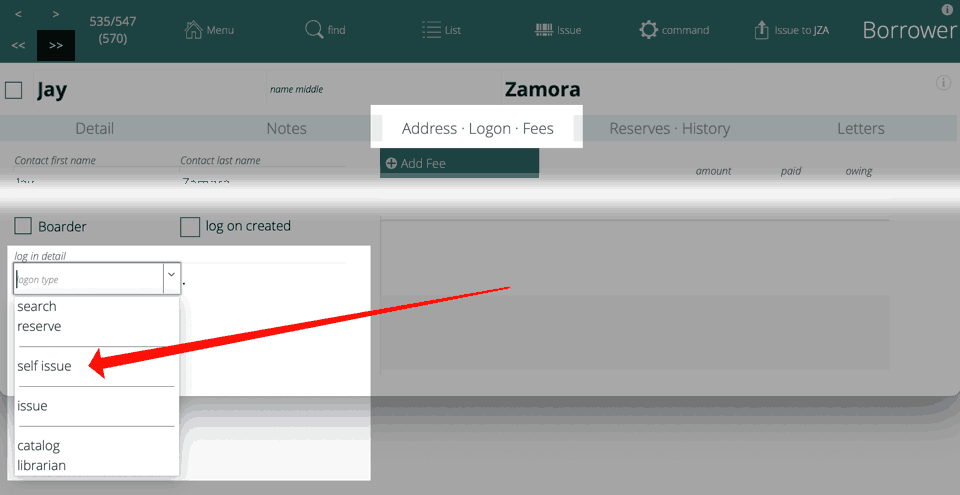 < > 535/547 Menu find List Issue command Issue to JZA Borrower
<< >> (570)
Jay name middle Zamora
Detail Notes Address · Logon · Fees Reserves · History Letters
Contact first name Contact last name Add Fee
amount paid owing
Boarder log on created
log in detail
logon type
search
reserve
self issue
issue
catalog
librarian